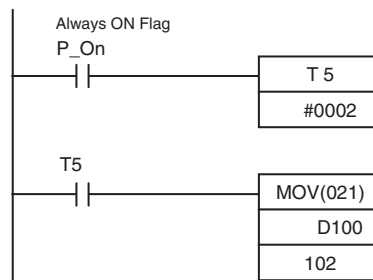 Always ON Flag
P_On
T 5
#0002
T5
MOV(021)
D100
102